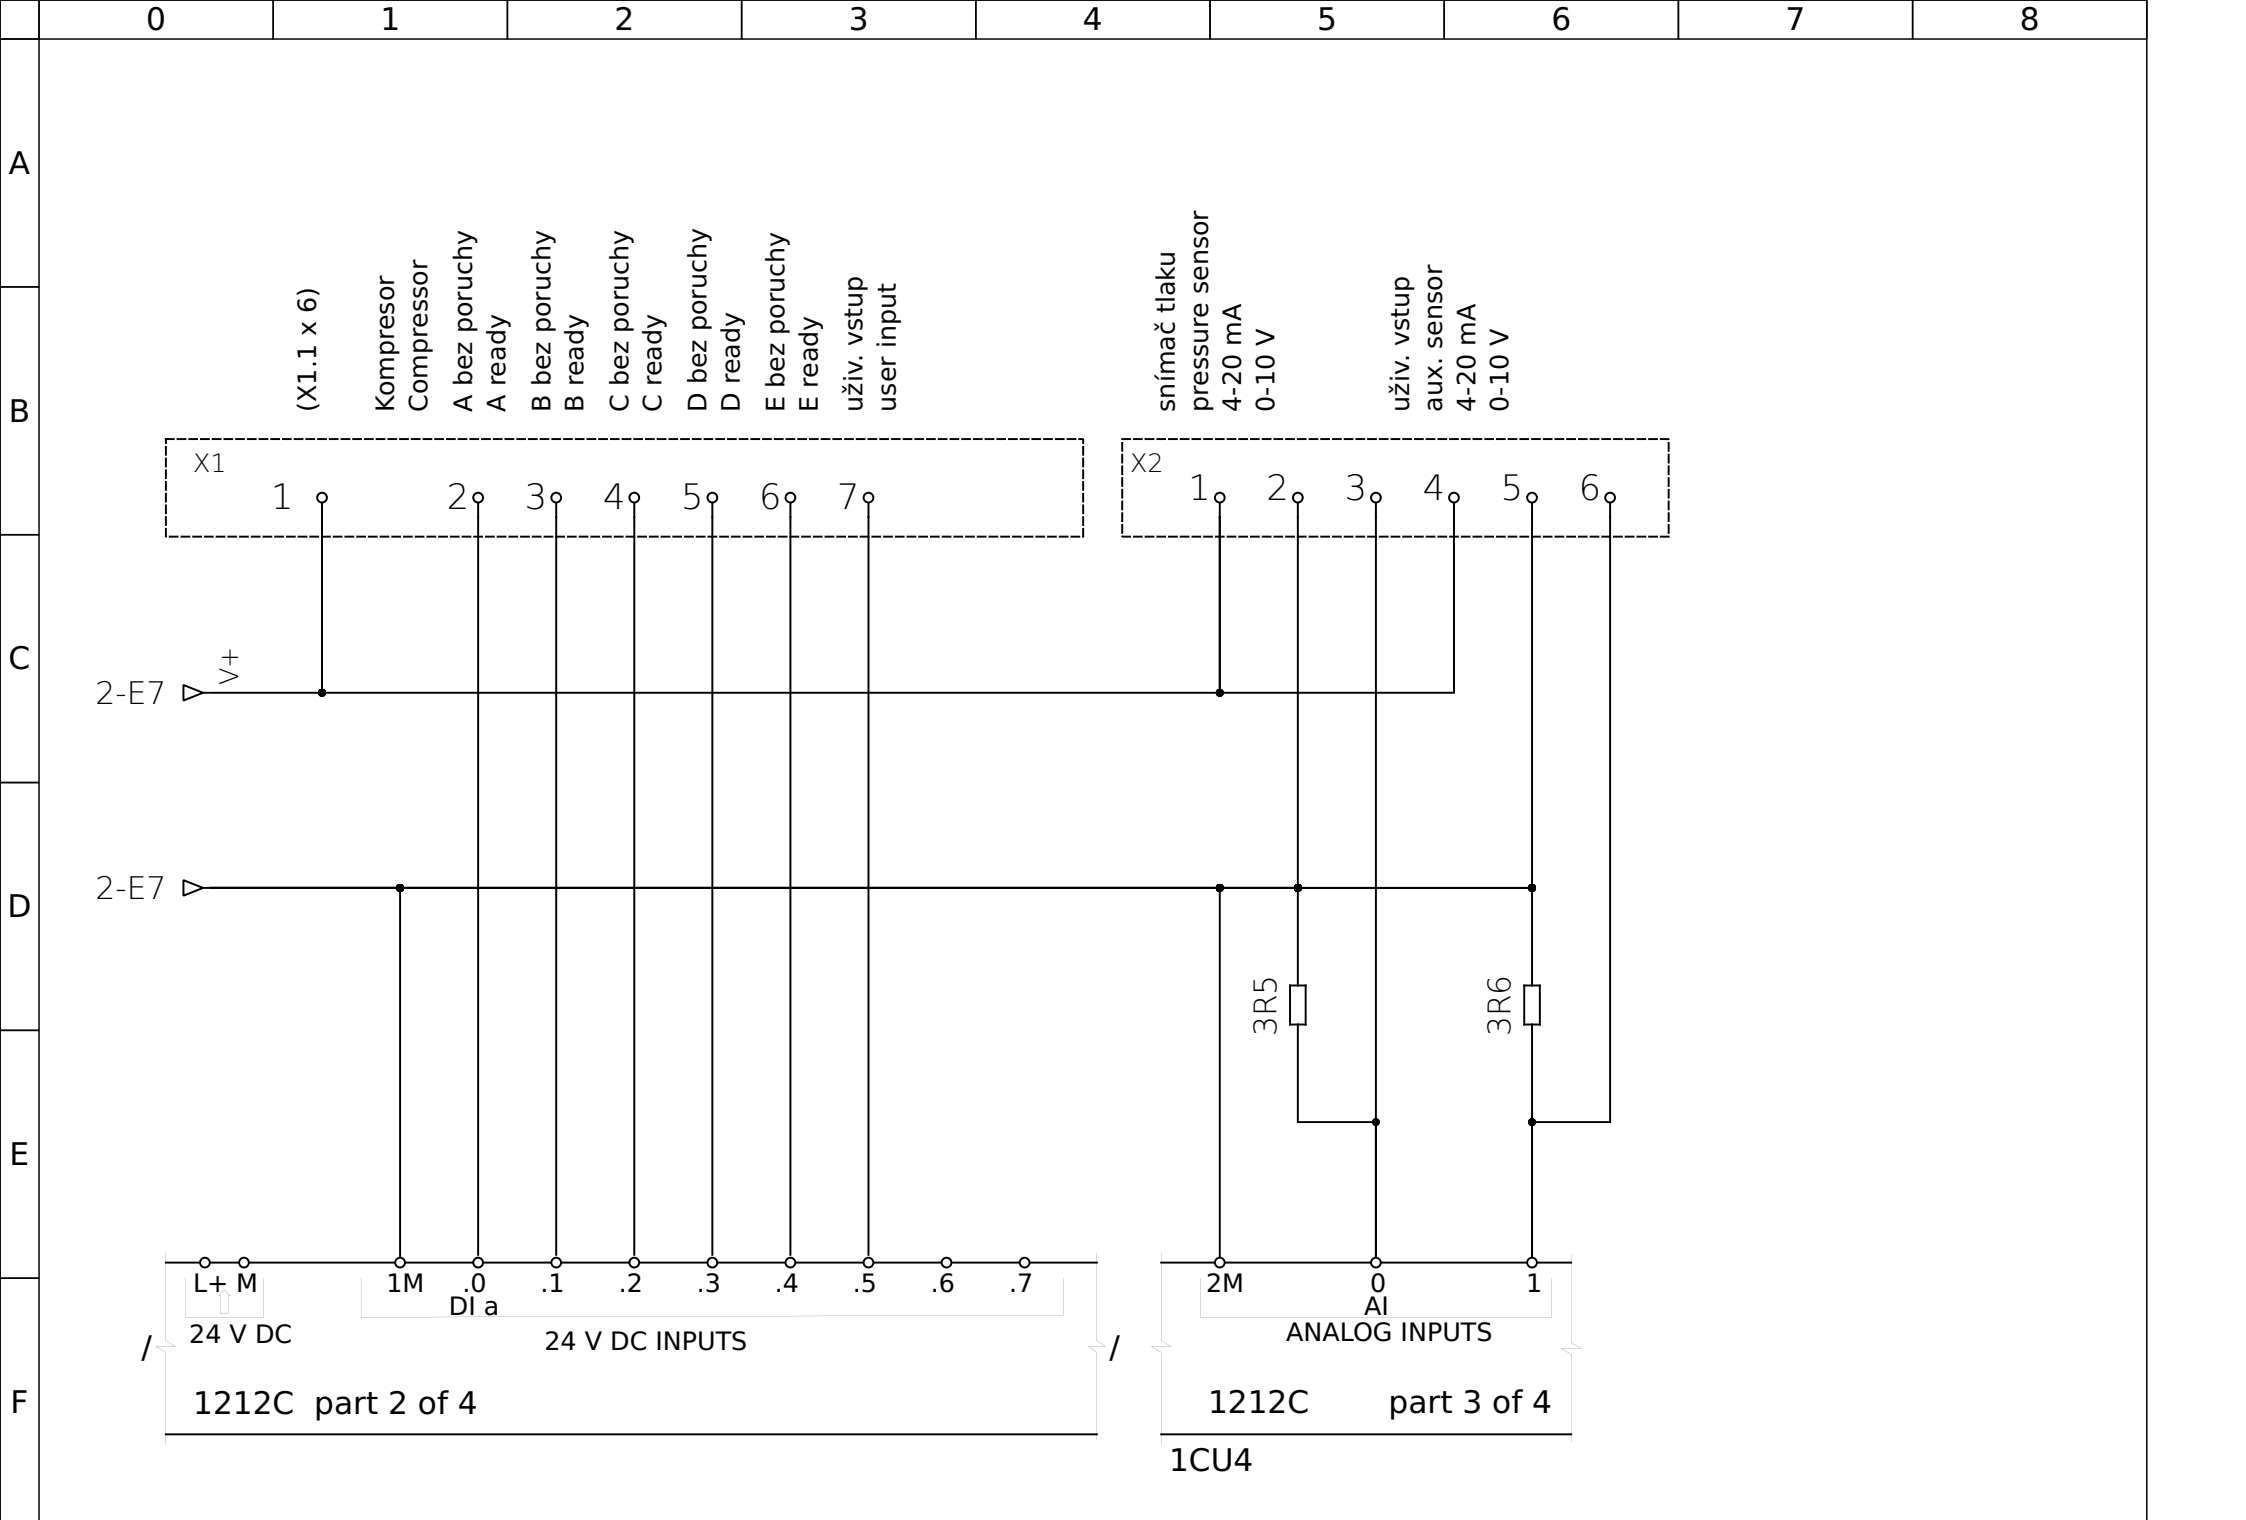 0 1 2 3 4 5 6 7 8
A
B
C
D
E
F
(X1.1 x 6)
Kompresor
Compressor
A bez poruchy
A ready
B bez poruchy
B ready
C bez poruchy
C ready
D bez poruchy
D ready
E bez poruchy
E ready
uživ. vstup
user input
snímač tlaku
pressure sensor
4-20 mA
0-10 V
uživ. vstup
aux. sensor
4-20 mA
0-10 V
X1
1 2 3 4 5 6 7
X2
1 2 3 4 5 6
V+
2-E7
2-E7
3R5
3R6
L+ M
24 V DC
1M .0 .1 .2 .3 .4 .5 .6 .7
DI a
24 V DC INPUTS
/
/
1212C part 2 of 4
2M 0 1
AI
ANALOG INPUTS
1212C part 3 of 4
1CU4